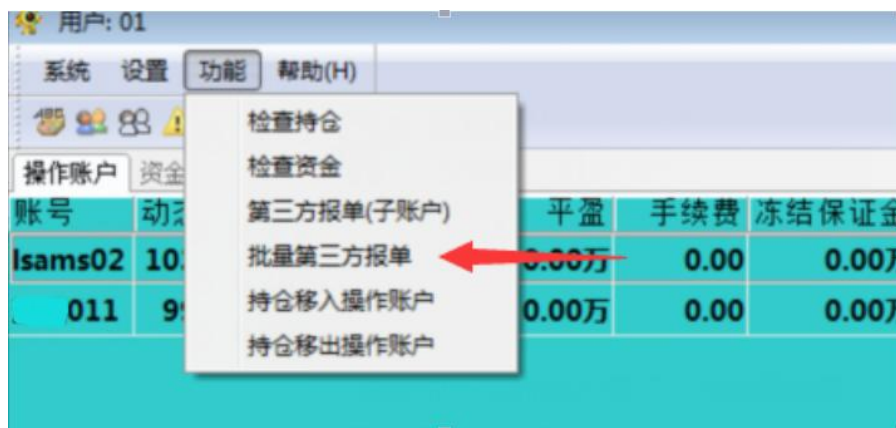 用户: 01
系统 设置 功能 帮助(H)
检查持仓
检查资金
第三方报单(子账户)
批量第三方报单
持仓移入操作账户
持仓移出操作账户
操作账户 资金
账号 动 平盈 手续费 冻结保证金
lsams02 10 0.00万 0.00 0.00万
011 9 0.00万 0.00 0.00万